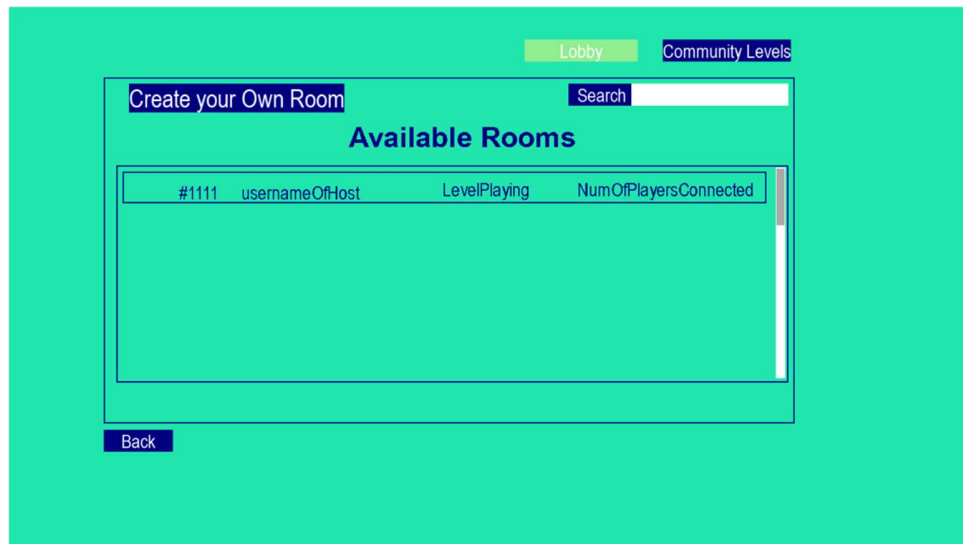 Lobby Community Levels
Create your Own Room Search
Available Rooms
#1111 usernameOfHost LevelPlaying NumOfPlayersConnected
Back